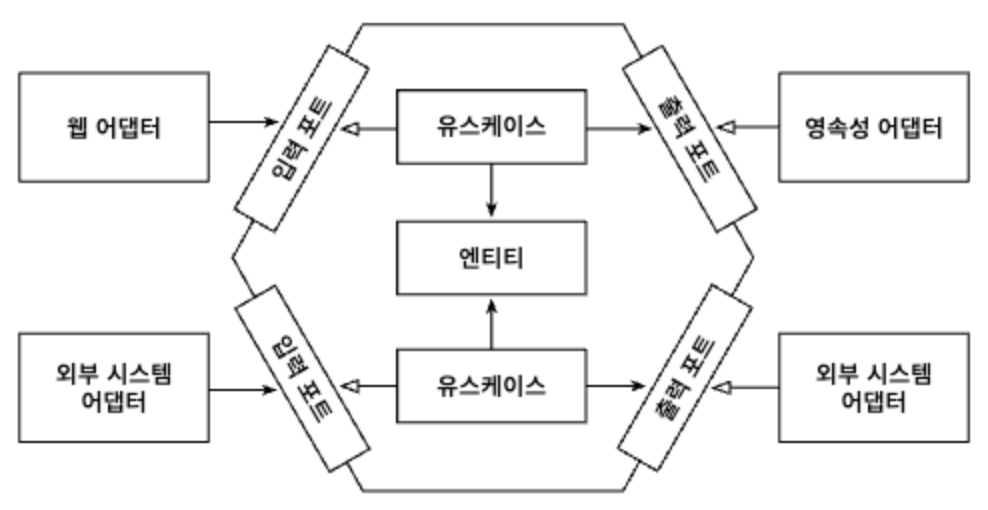 웹 어댑터
입력 포트
유스케이스
출력 포트
영속성 어댑터
엔티티
외부 시스템
어댑터
입력 포트
유스케이스
출력 포트
외부 시스템
어댑터